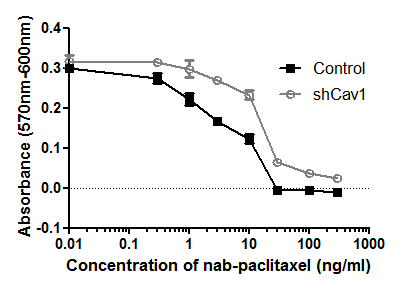 0.4
0.3
0.2
0.1
0.0
-0.1
Absorbance (570nm-600nm)
Control
shCav1
0.01 0.1 1 10 100 1000
Concentration of nab-paclitaxel (ng/ml)